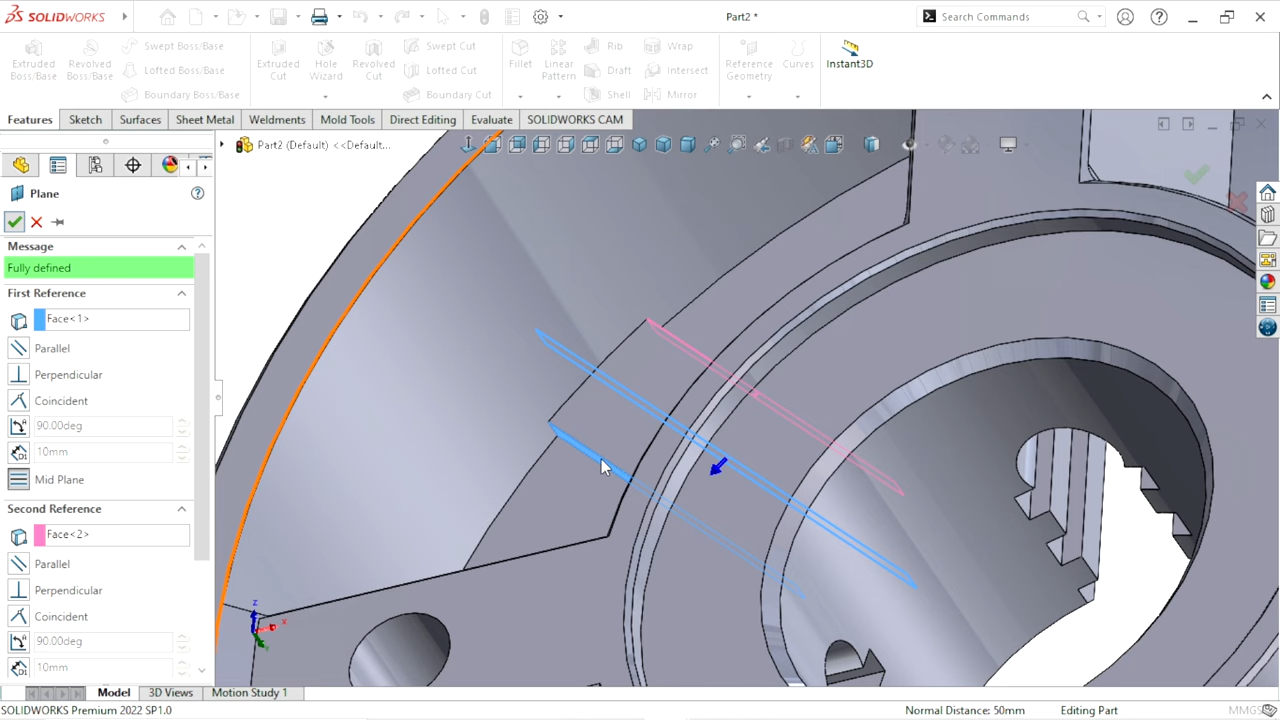 SOLIDWORKS
Part2 *
Search Commands
Extruded Boss/Base
Revolved Boss/Base
Swept Boss/Base
Lofted Boss/Base
Boundary Boss/Base
Extruded Cut
Hole Wizard
Revolved Cut
Swept Cut
Lofted Cut
Boundary Cut
Fillet
Linear Pattern
Rib
Draft
Shell
Wrap
Intersect
Mirror
Reference Geometry
Curves
Instant3D
Features
Sketch
Surfaces
Sheet Metal
Weldments
Mold Tools
Direct Editing
Evaluate
SOLIDWORKS CAM
Part2 (Default) <<Default...
Plane
Message
Fully defined
First Reference
Face<1>
Parallel
Perpendicular
Coincident
90.00deg
10mm
Mid Plane
Second Reference
Face<2>
Parallel
Perpendicular
Coincident
90.00deg
10mm
Z
X
Y
Model
3D Views
Motion Study 1
SOLIDWORKS Premium 2022 SP1.0
Normal Distance: 50mm
Editing Part
MMGS